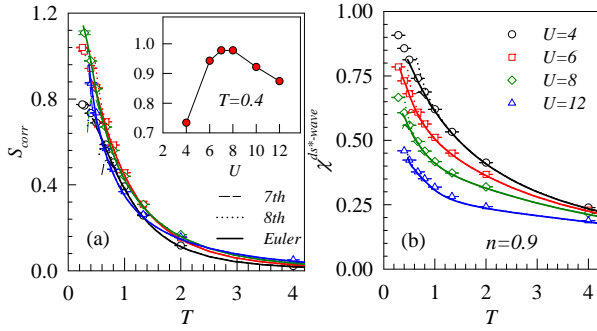 1.2
0.8
0.4
0.0
S_corr
0 1 2 3 4
T
(a)
1.1
1.0
0.9
0.8
0.7
2 4 6 8 10 12
U
T=0.4
7th
8th
Euler
1.00
0.75
0.50
0.25
0.00
χ^ds*-wave
0 1 2 3 4
T
(b)
n=0.9
U=4
U=6
U=8
U=12